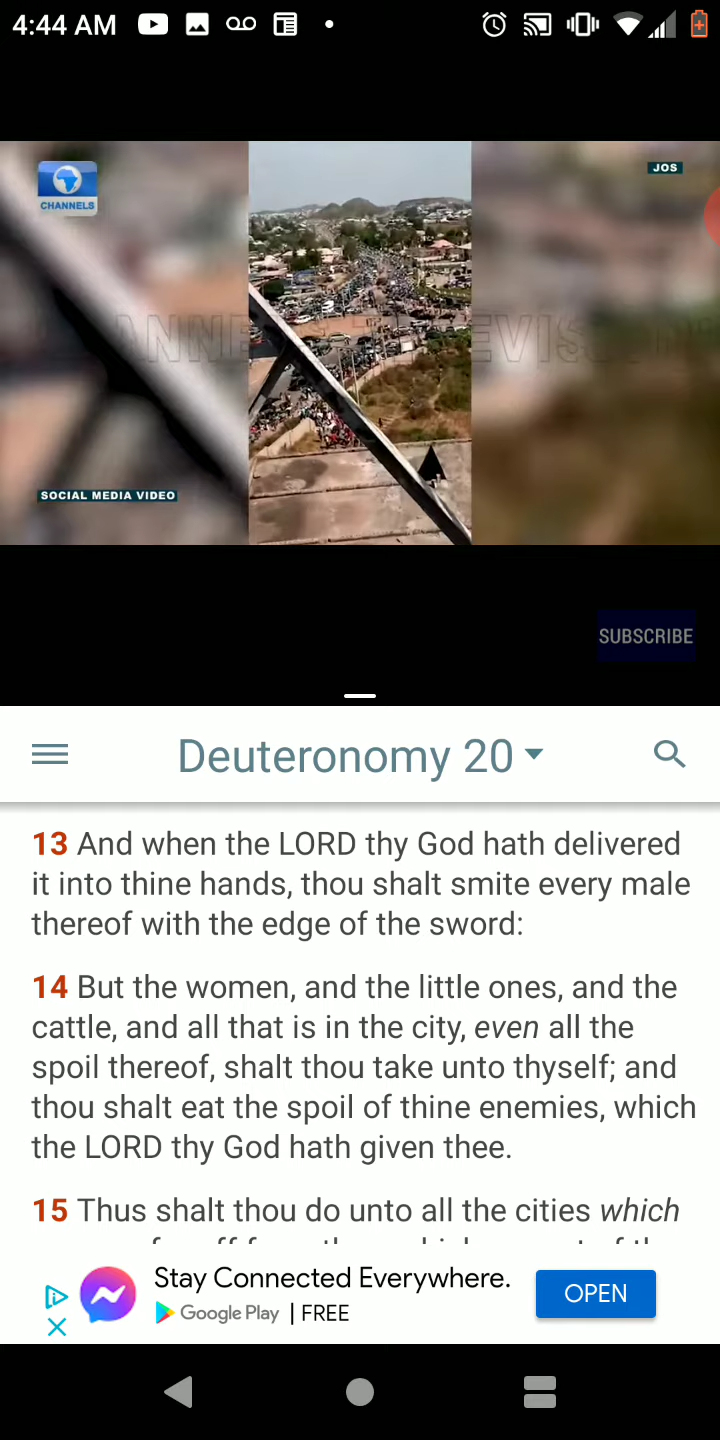 4:44 AM
CHANNELS
JOS
CHANNELS TELEVISION
SOCIAL MEDIA VIDEO
SUBSCRIBE
Deuteronomy 20
13 And when the LORD thy God hath delivered
it into thine hands, thou shalt smite every male
thereof with the edge of the sword:
14 But the women, and the little ones, and the
cattle, and all that is in the city, even all the
spoil thereof, shalt thou take unto thyself; and
thou shalt eat the spoil of thine enemies, which
the LORD thy God hath given thee.
15 Thus shalt thou do unto all the cities which
Stay Connected Everywhere.
Google Play | FREE
OPEN